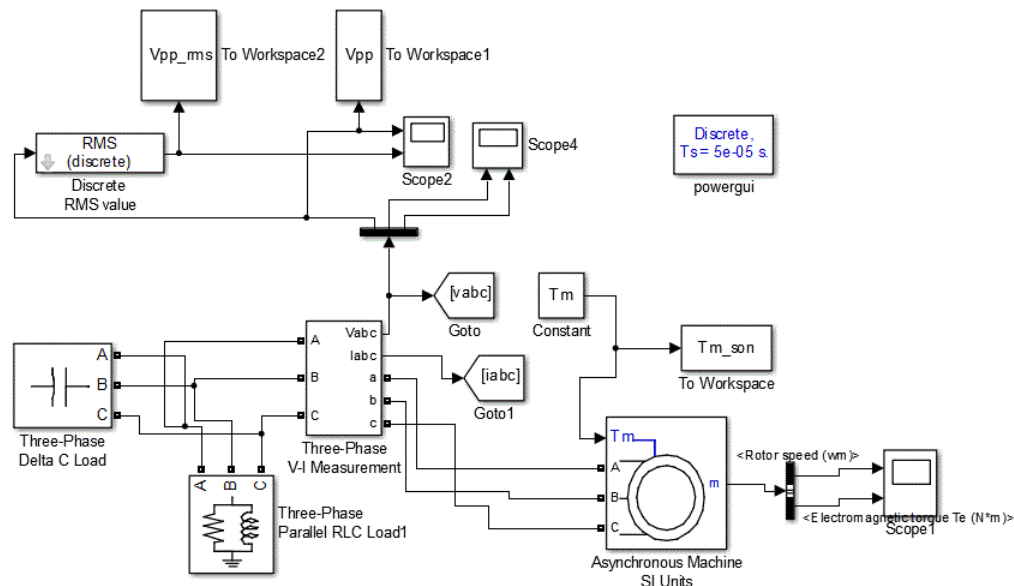 Vpp_rms
To Workspace2
Vpp
To Workspace1
RMS
(discrete)
Discrete
RMS value
Scope2
Scope4
Discrete,
Ts = 5e-05 s.
powergui
[vabc]
Goto
Tm
Constant
Vabc
Iabc
A
B
C
a
b
c
[iabc]
Goto1
Tm_son
To Workspace
A
B
C
Three-Phase
Delta C Load
Three-Phase
V-I Measurement
A
B
C
Three-Phase
Parallel RLC Load1
Tm
A
B
C
m
Asynchronous Machine
SI Units
<Rotor speed (wm)>
<Electromagnetic torque Te (N*m)>
Scope1